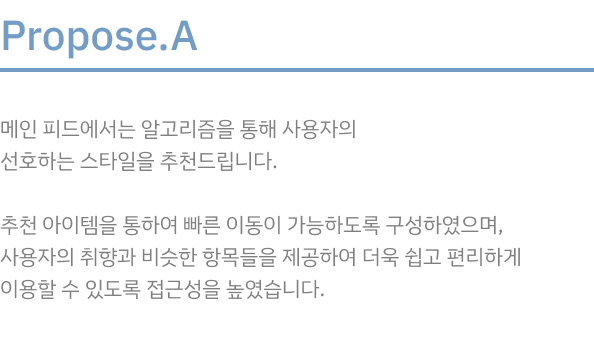 Propose.A
메인 피드에서는 알고리즘을 통해 사용자의
선호하는 스타일을 추천드립니다.
추천 아이템을 통하여 빠른 이동이 가능하도록 구성하였으며,
사용자의 취향과 비슷한 항목들을 제공하여 더욱 쉽고 편리하게
이용할 수 있도록 접근성을 높였습니다.